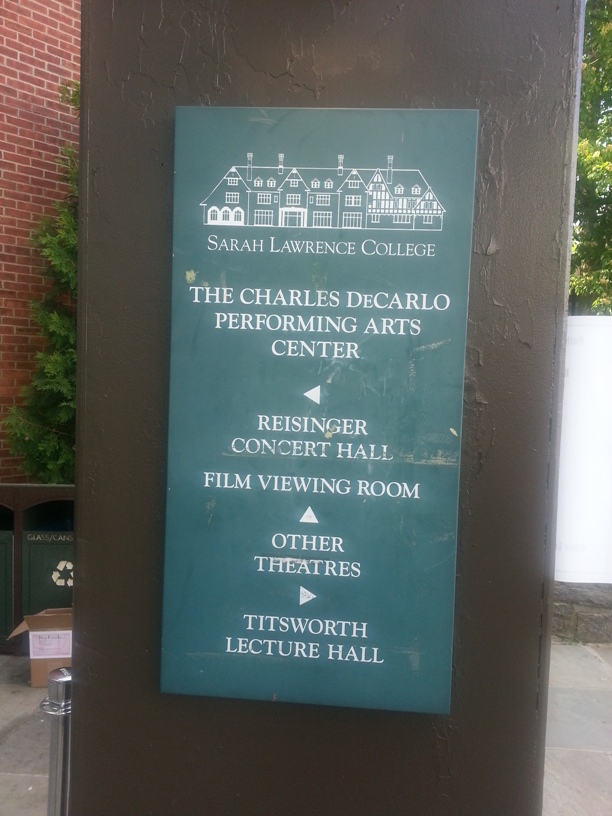 SARAH LAWRENCE COLLEGE
THE CHARLES DECARLO
PERFORMING ARTS
CENTER
REISINGER
CONCERT HALL
FILM VIEWING ROOM
OTHER
THEATRES
TITSWORTH
LECTURE HALL
GLASS/CANS